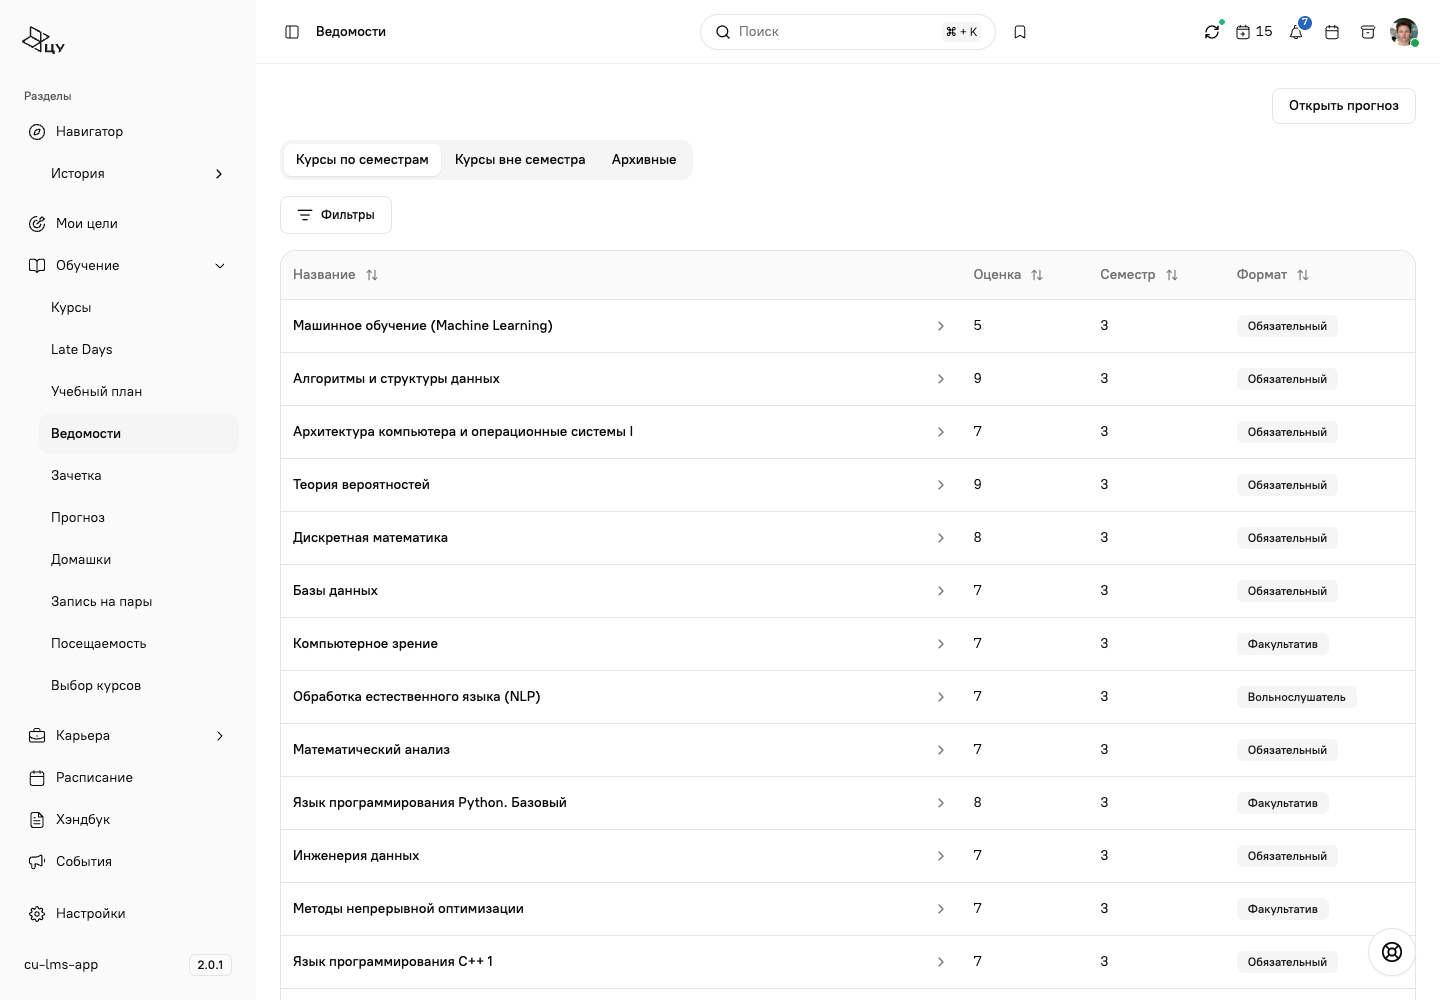 ЦУ
Ведомости
Поиск
⌘ + K
15
7
Разделы
Навигатор
История
Мои цели
Обучение
Курсы
Late Days
Учебный план
Ведомости
Зачетка
Прогноз
Домашки
Запись на пары
Посещаемость
Выбор курсов
Карьера
Расписание
Хэндбук
События
Настройки
cu-lms-app 2.0.1
Открыть прогноз
Курсы по семестрам Курсы вне семестра Архивные
Фильтры
Название Оценка Семестр Формат
Машинное обучение (Machine Learning) 5 3 Обязательный
Алгоритмы и структуры данных 9 3 Обязательный
Архитектура компьютера и операционные системы I 7 3 Обязательный
Теория вероятностей 9 3 Обязательный
Дискретная математика 8 3 Обязательный
Базы данных 7 3 Обязательный
Компьютерное зрение 7 3 Факультатив
Обработка естественного языка (NLP) 7 3 Вольнослушатель
Математический анализ 7 3 Обязательный
Язык программирования Python. Базовый 8 3 Факультатив
Инженерия данных 7 3 Обязательный
Методы непрерывной оптимизации 7 3 Факультатив
Язык программирования C++ 1 7 3 Обязательный